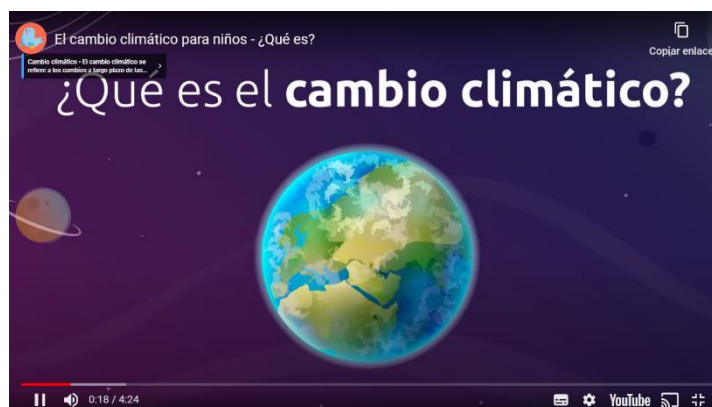 El cambio climático para niños - ¿Qué es?
Copiar enlace
Cambio climático • El cambio climático se
refiere a los cambios a largo plazo de las...
¿Qué es el cambio climático?
0:18 / 4:24
YouTube